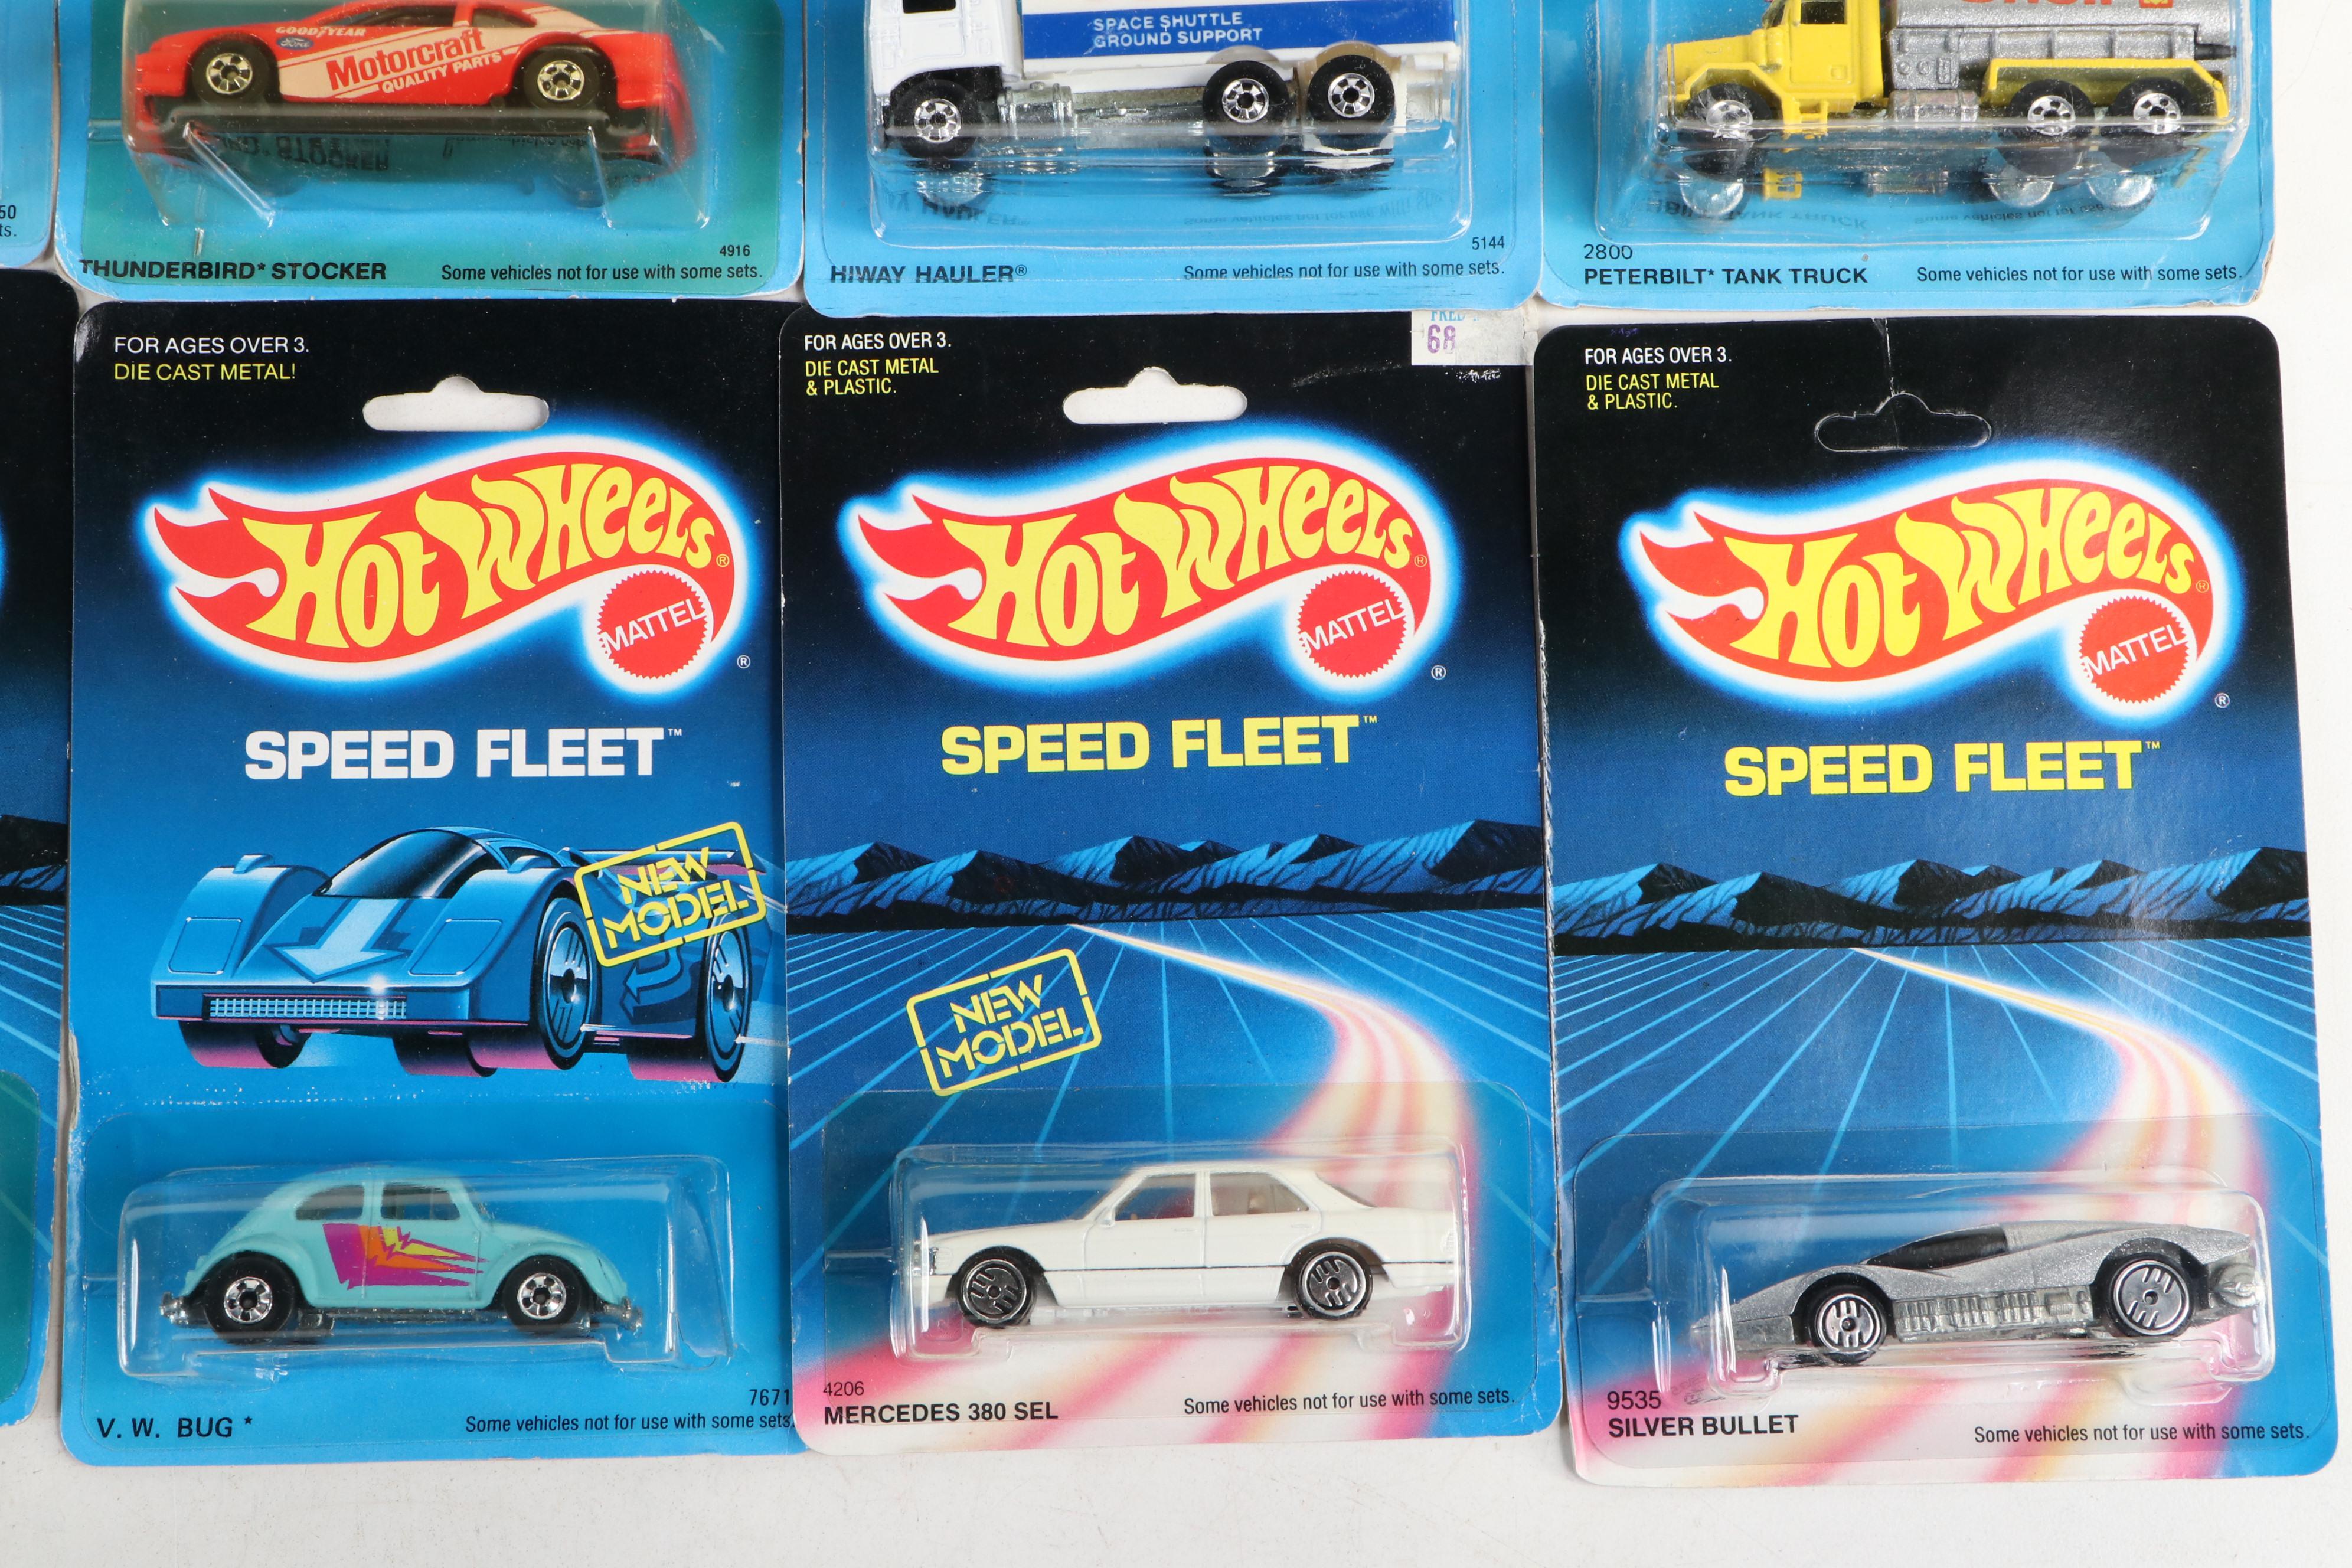 50
ts.
GOODYEAR
Ford
Motorcraft
QUALITY PARTS
4916
THUNDERBIRD* STOCKER
Some vehicles not for use with some sets.
SPACE SHUTTLE
GROUND SUPPORT
5144
HIWAY HAULER®
Some vehicles not for use with some sets.
2800
PETERBILT* TANK TRUCK
Some vehicles not for use with some sets.
FOR AGES OVER 3.
DIE CAST METAL!
HOT WHEELS®
MATTEL
®
SPEED FLEET™
NEW
MODEL
7671
V. W. BUG *
Some vehicles not for use with some sets.
FOR AGES OVER 3.
DIE CAST METAL
& PLASTIC.
68
HOT WHEELS®
MATTEL
®
SPEED FLEET™
NEW
MODEL
4206
MERCEDES 380 SEL
Some vehicles not for use with some sets.
FOR AGES OVER 3.
DIE CAST METAL
& PLASTIC.
HOT WHEELS®
MATTEL
®
SPEED FLEET™
9535
SILVER BULLET
Some vehicles not for use with some sets.